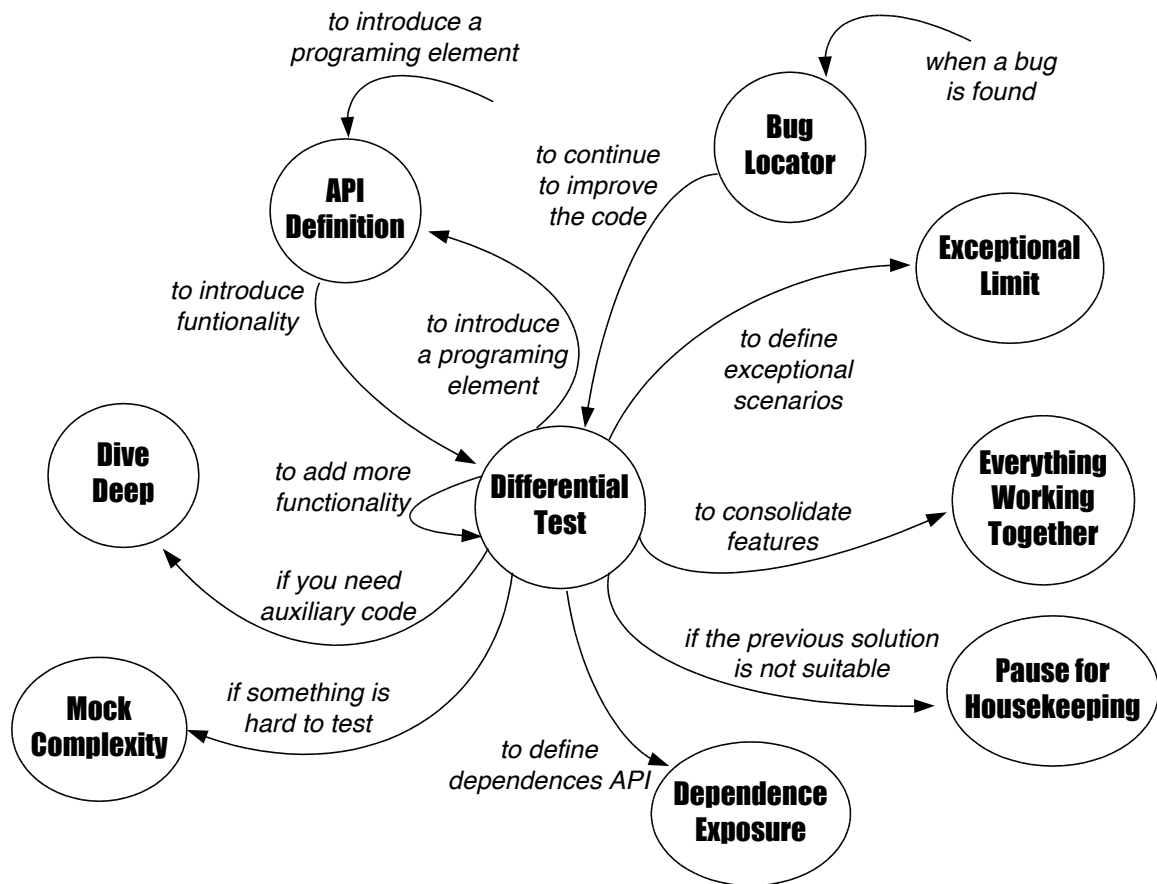 to introduce a
programing element
when a bug
is found
Bug
Locator
to continue
to improve
the code
API
Definition
Exceptional
Limit
to introduce
funtionality
to introduce
a programing
element
to define
exceptional
scenarios
Dive
Deep
to add more
functionality
Differential
Test
Everything
Working
Together
to consolidate
features
if you need
auxiliary code
if the previous solution
is not suitable
Pause for
Housekeeping
Mock
Complexity
if something is
hard to test
to define
dependences API
Dependence
Exposure